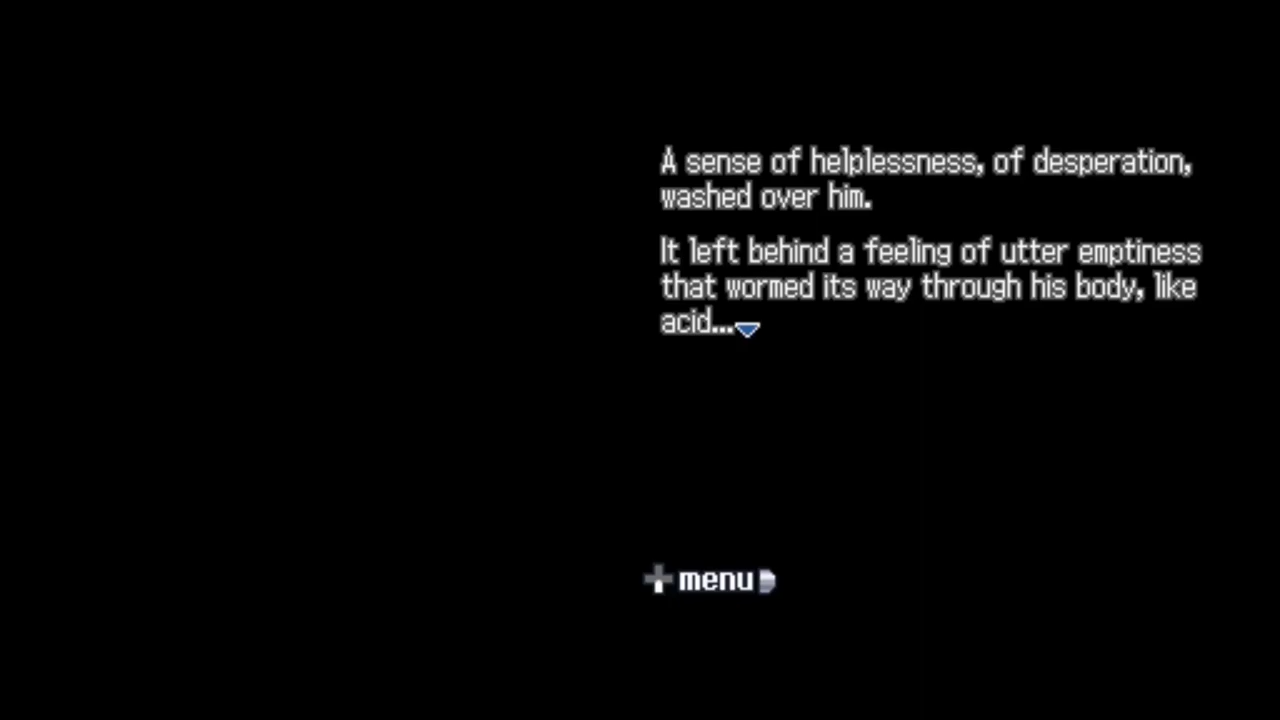 A sense of helplessness, of desperation,
washed over him.
It left behind a feeling of utter emptiness
that wormed its way through his body, like
acid...
menu